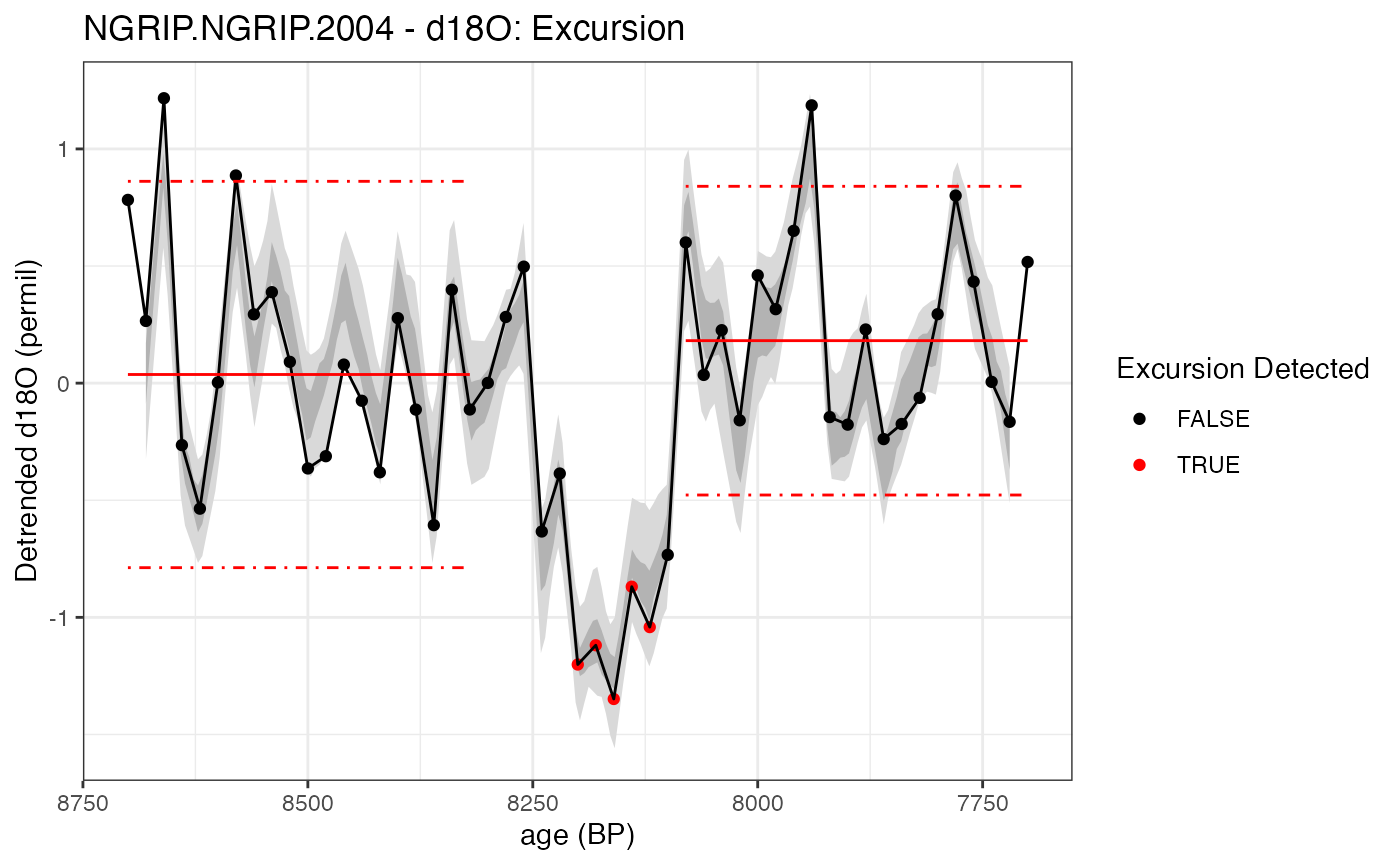 NGRIP.NGRIP.2004 - d18O: Excursion
Detrended d18O (permil)
1
0
-1
8750
8500
8250
8000
7750
age (BP)
Excursion Detected
FALSE
TRUE